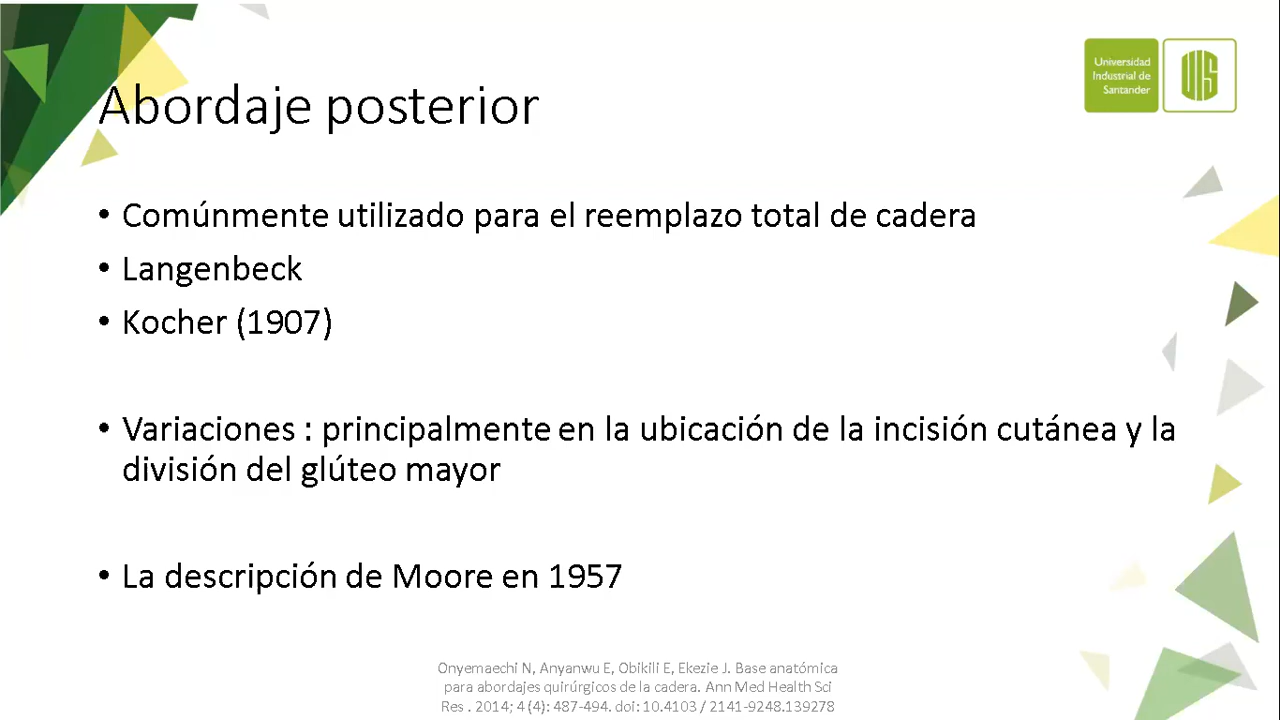 Universidad
Industrial de
Santander
Abordaje posterior
• Comúnmente utilizado para el reemplazo total de cadera
• Langenbeck
• Kocher (1907)
• Variaciones : principalmente en la ubicación de la incisión cutánea y la
división del glúteo mayor
• La descripción de Moore en 1957
Onyemaechi N, Anyanwu E, Obikili E, Ekezie J. Base anatómica
para abordajes quirúrgicos de la cadera. Ann Med Health Sci
Res . 2014; 4 (4): 487-494. doi: 10.4103 / 2141-9248.139278